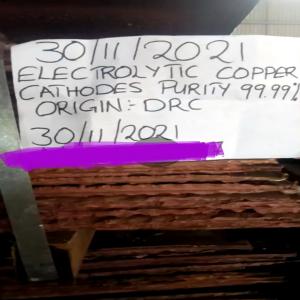 30/11/2021
ELECTROLYTIC COPPER
CATHODES PURITY 99.99%
ORIGIN:- DRC
30/11/2021